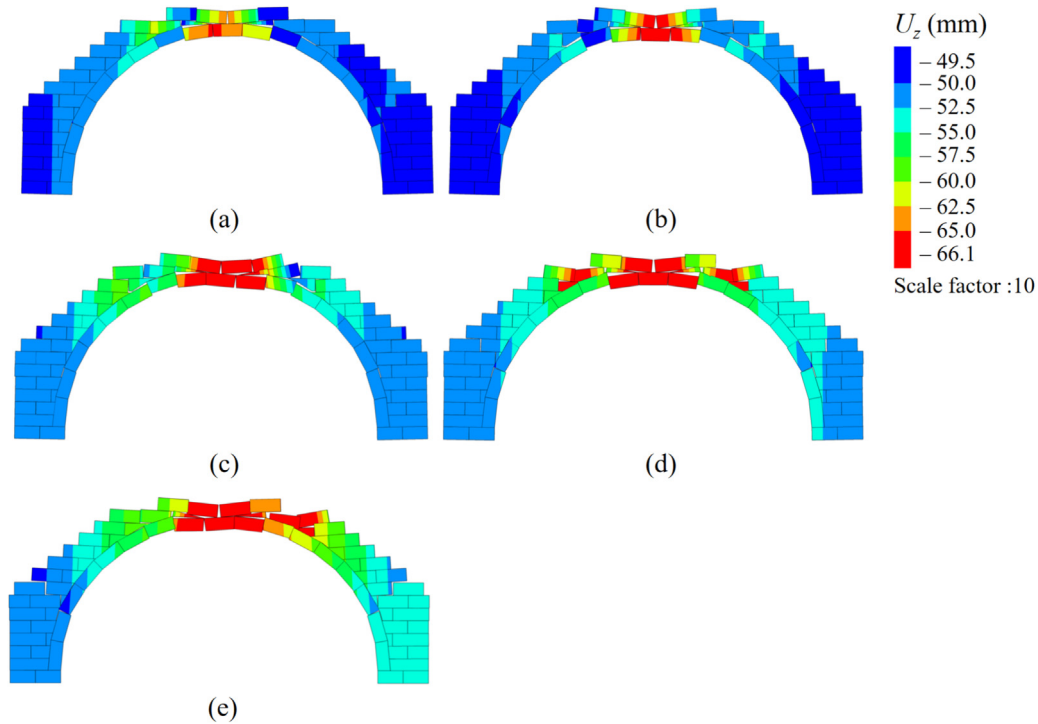 U_z (mm)
− 49.5
− 50.0
− 52.5
− 55.0
− 57.5
− 60.0
− 62.5
− 65.0
− 66.1
Scale factor :10
(a)
(b)
(c)
(d)
(e)